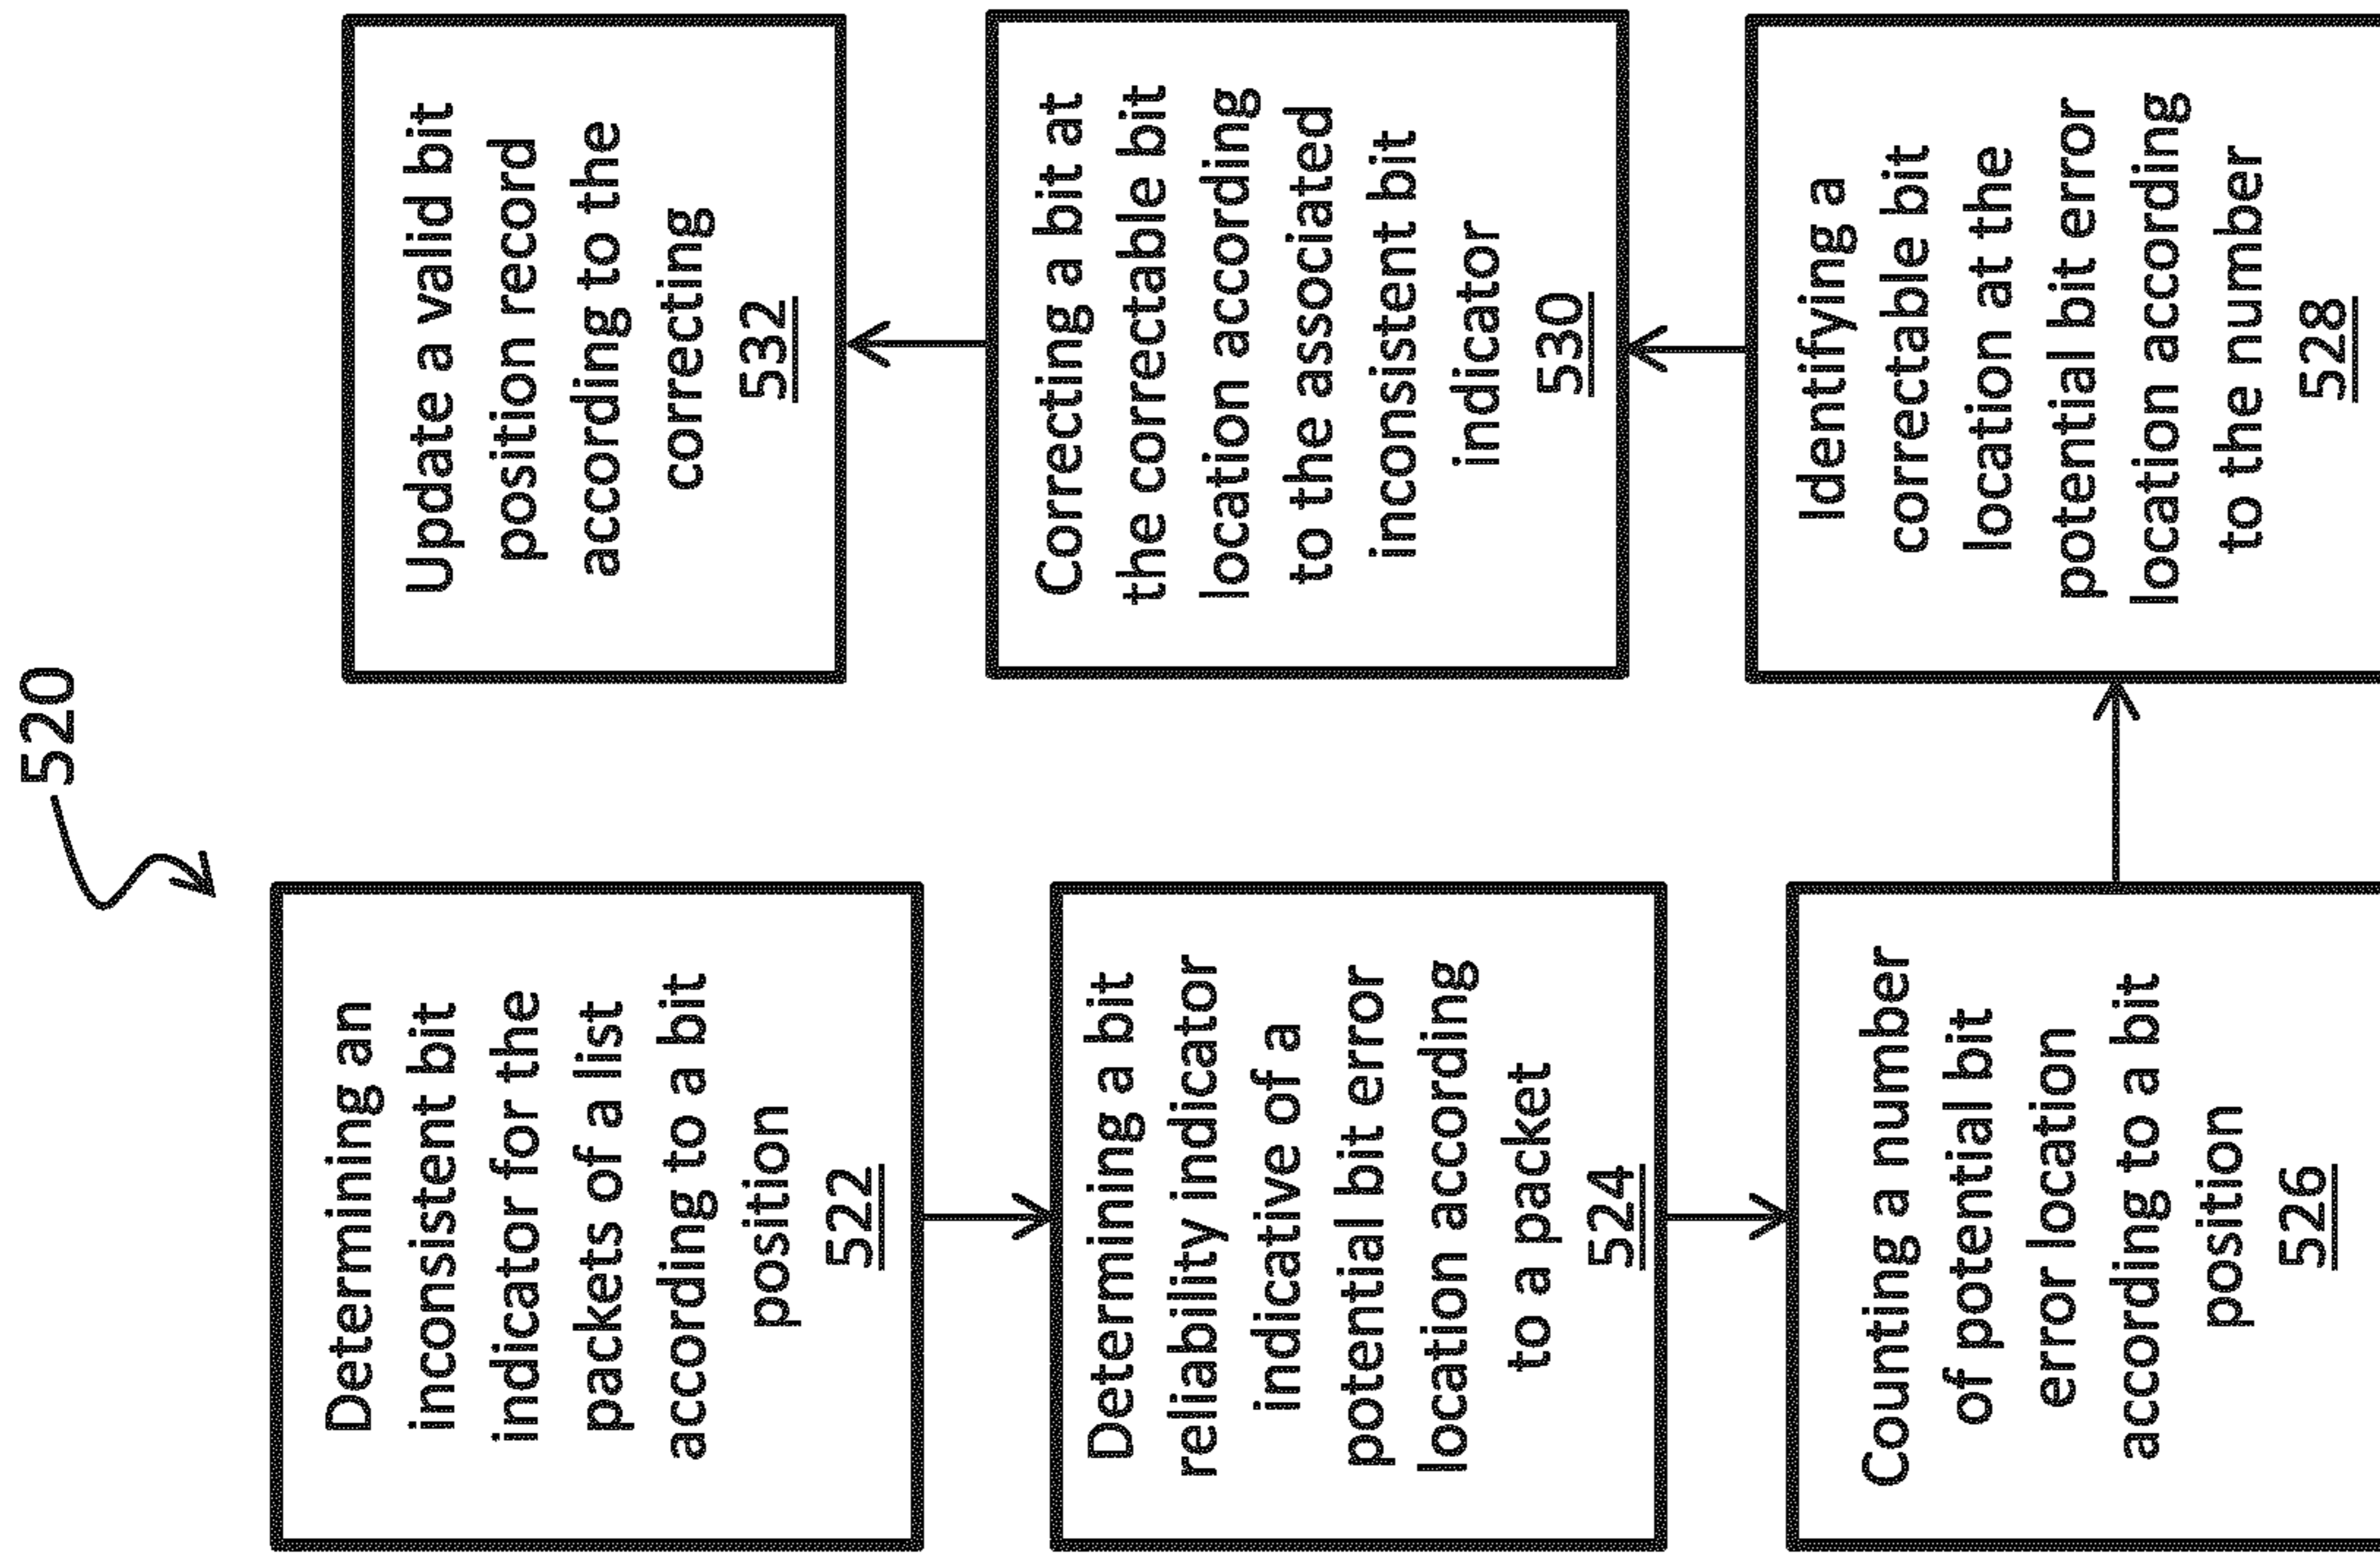 520
Determining an
inconsistent bit
indicator for the
packets of a list
according to a bit
position
522
Determining a bit
reliability indicator
indicative of a
potential bit error
location according
to a packet
524
Counting a number
of potential bit
error location
according to a bit
position
526
Identifying a
correctable bit
location at the
potential bit error
location according
to the number
528
Correcting a bit at
the correctable bit
location according
to the associated
inconsistent bit
indicator
530
Update a valid bit
position record
according to the
correcting
532